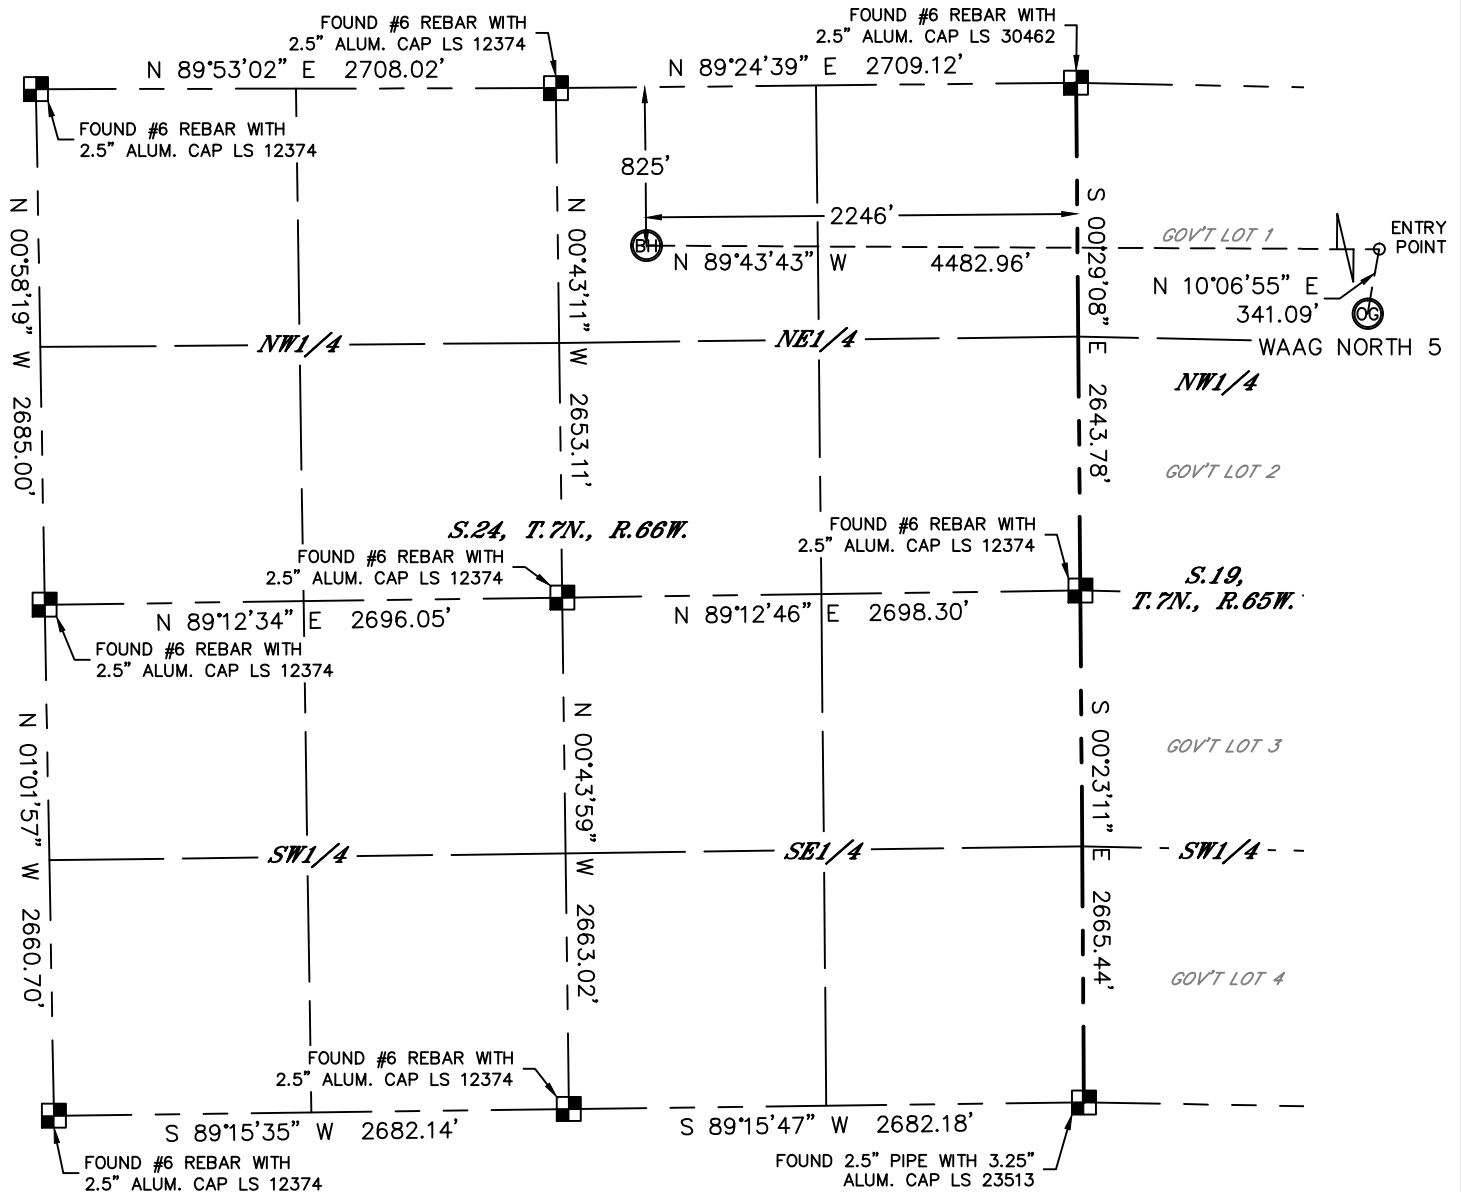 FOUND #6 REBAR WITH
2.5" ALUM. CAP LS 12374
FOUND #6 REBAR WITH
2.5" ALUM. CAP LS 30462
N 89°53'02" E 2708.02'
N 89°24'39" E 2709.12'
FOUND #6 REBAR WITH
2.5" ALUM. CAP LS 12374
825'
2246'
BH
N 89°43'43" W 4482.96'
GOV'T LOT 1
ENTRY
POINT
N 10°06'55" E
341.09'
OG
WAAG NORTH 5
N 00°58'19" W 2685.00'
N 00°43'11" W 2653.11'
S 00°29'08" E 2643.78'
NW1/4
NE1/4
NW1/4
GOV'T LOT 2
S.24, T.7N., R.66W.
FOUND #6 REBAR WITH
2.5" ALUM. CAP LS 12374
FOUND #6 REBAR WITH
2.5" ALUM. CAP LS 12374
S.19,
T.7N., R.65W.
N 89°12'34" E 2696.05'
N 89°12'46" E 2698.30'
FOUND #6 REBAR WITH
2.5" ALUM. CAP LS 12374
N 01°01'57" W 2660.70'
N 00°43'59" W 2663.02'
S 00°23'11" E 2665.44'
GOV'T LOT 3
SW1/4
SE1/4
SW1/4
GOV'T LOT 4
FOUND #6 REBAR WITH
2.5" ALUM. CAP LS 12374
S 89°15'35" W 2682.14'
S 89°15'47" W 2682.18'
FOUND #6 REBAR WITH
2.5" ALUM. CAP LS 12374
FOUND 2.5" PIPE WITH 3.25"
ALUM. CAP LS 23513